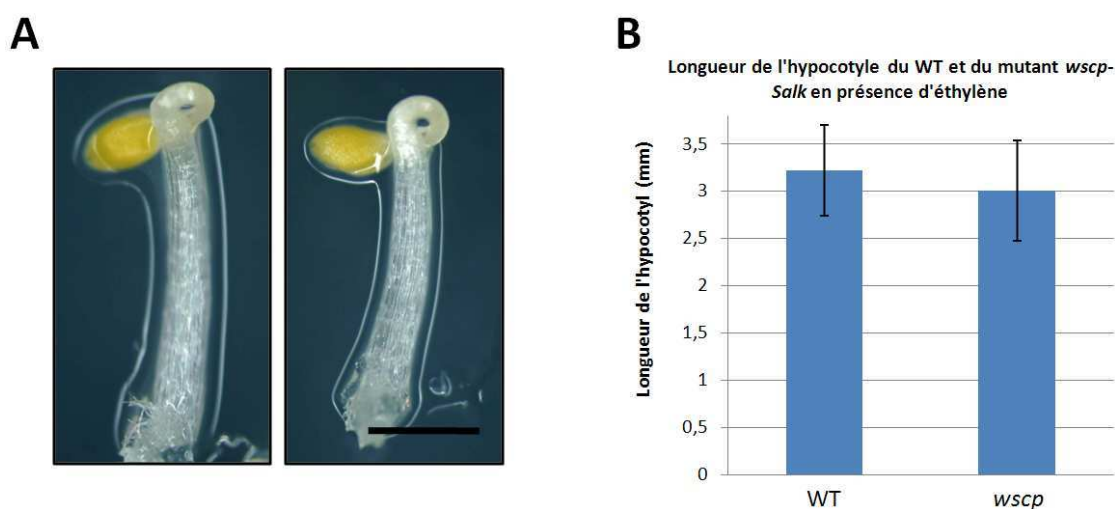 A
B
Longueur de l'hypocotyle du WT et du mutant wscp-
Salk en présence d'éthylène
Longueur de l'hypocotyl (mm)
3,5
3
2,5
2
1,5
1
0,5
0
WT
wscp